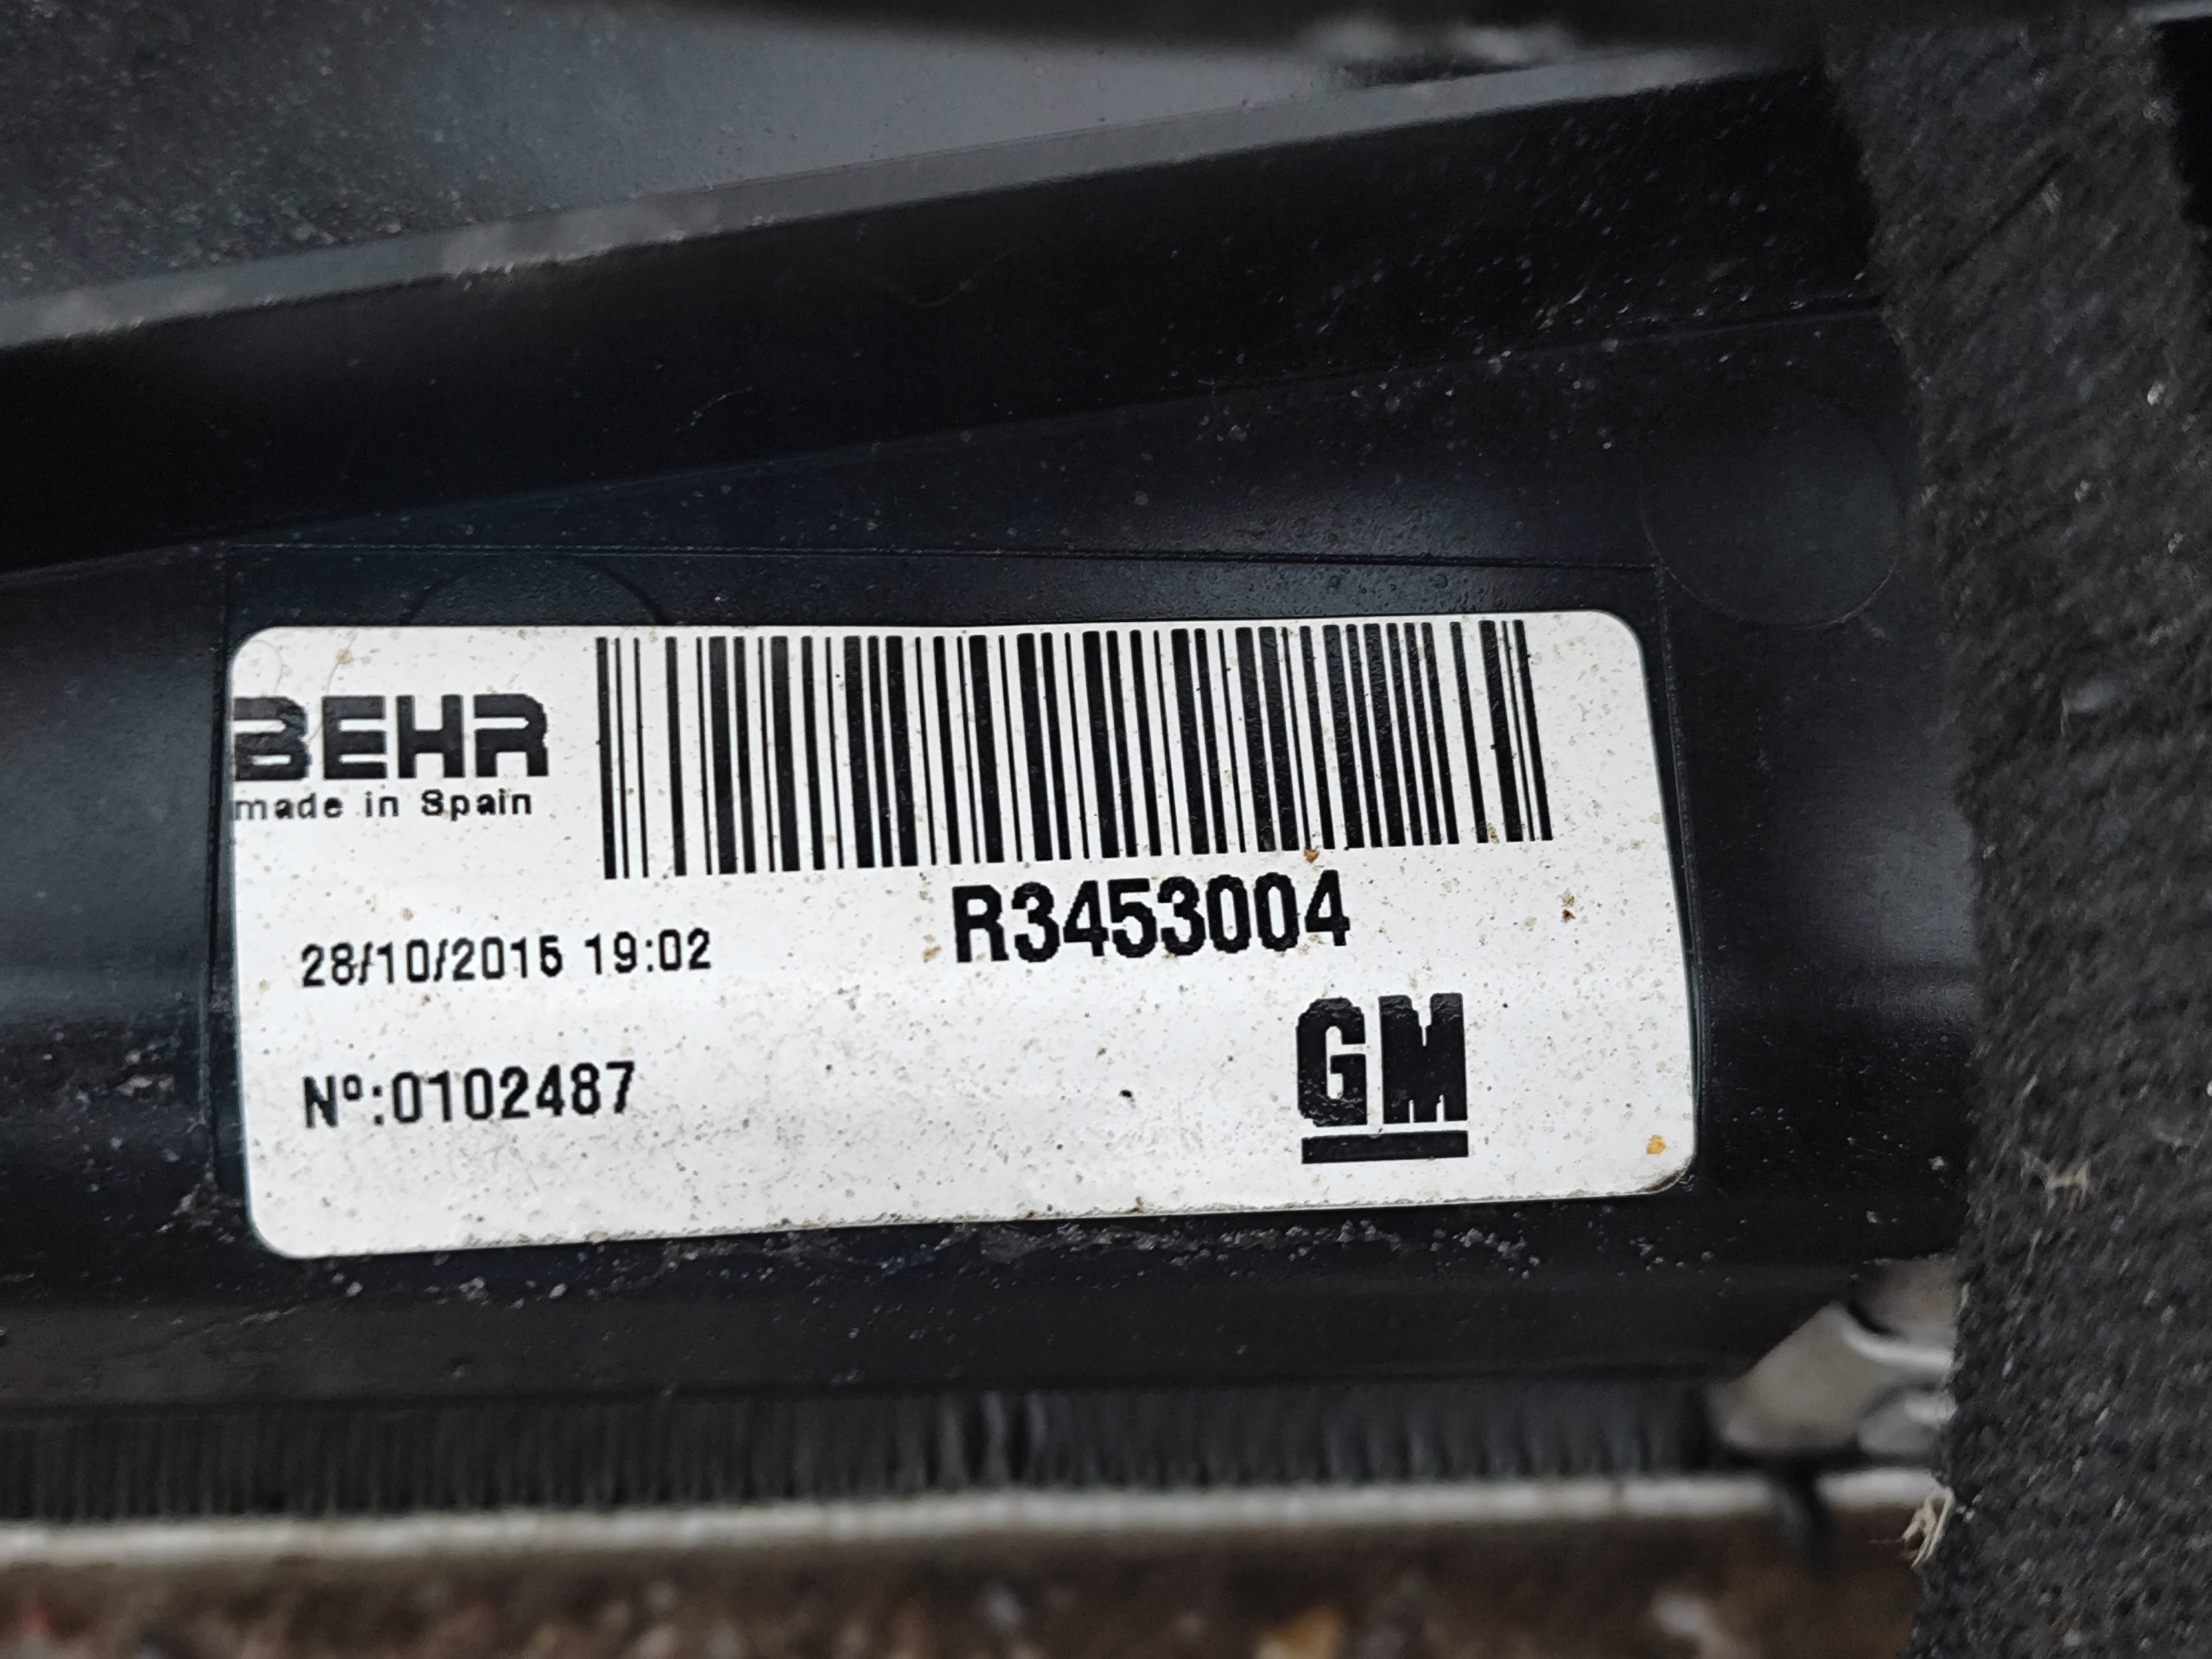 BEHR
made in Spain
R3453004
28/10/2015 19:02
GM
Nº:0102487